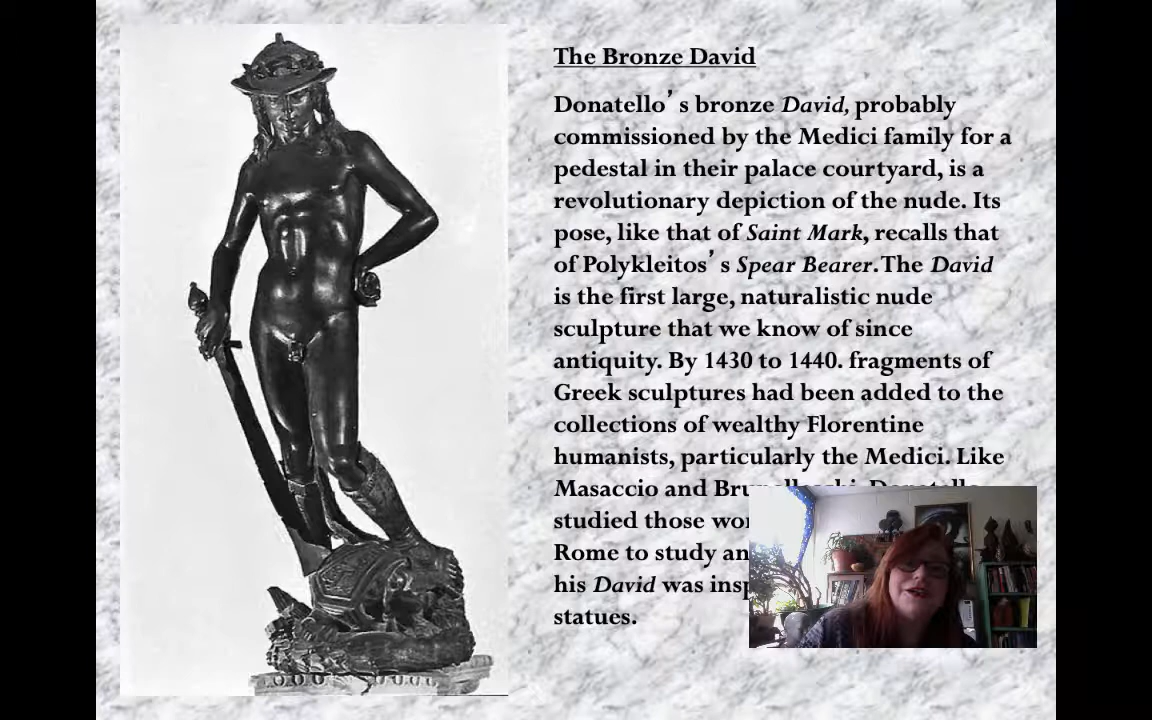 The Bronze David
Donatello's bronze David, probably
commissioned by the Medici family for a
pedestal in their palace courtyard, is a
revolutionary depiction of the nude. Its
pose, like that of Saint Mark, recalls that
of Polykleitos's Spear Bearer. The David
is the first large, naturalistic nude
sculpture that we know of since
antiquity. By 1430 to 1440. fragments of
Greek sculptures had been added to the
collections of wealthy Florentine
humanists, particularly the Medici. Like
Masaccio and
studied those
Rome to study
his David was
statues.